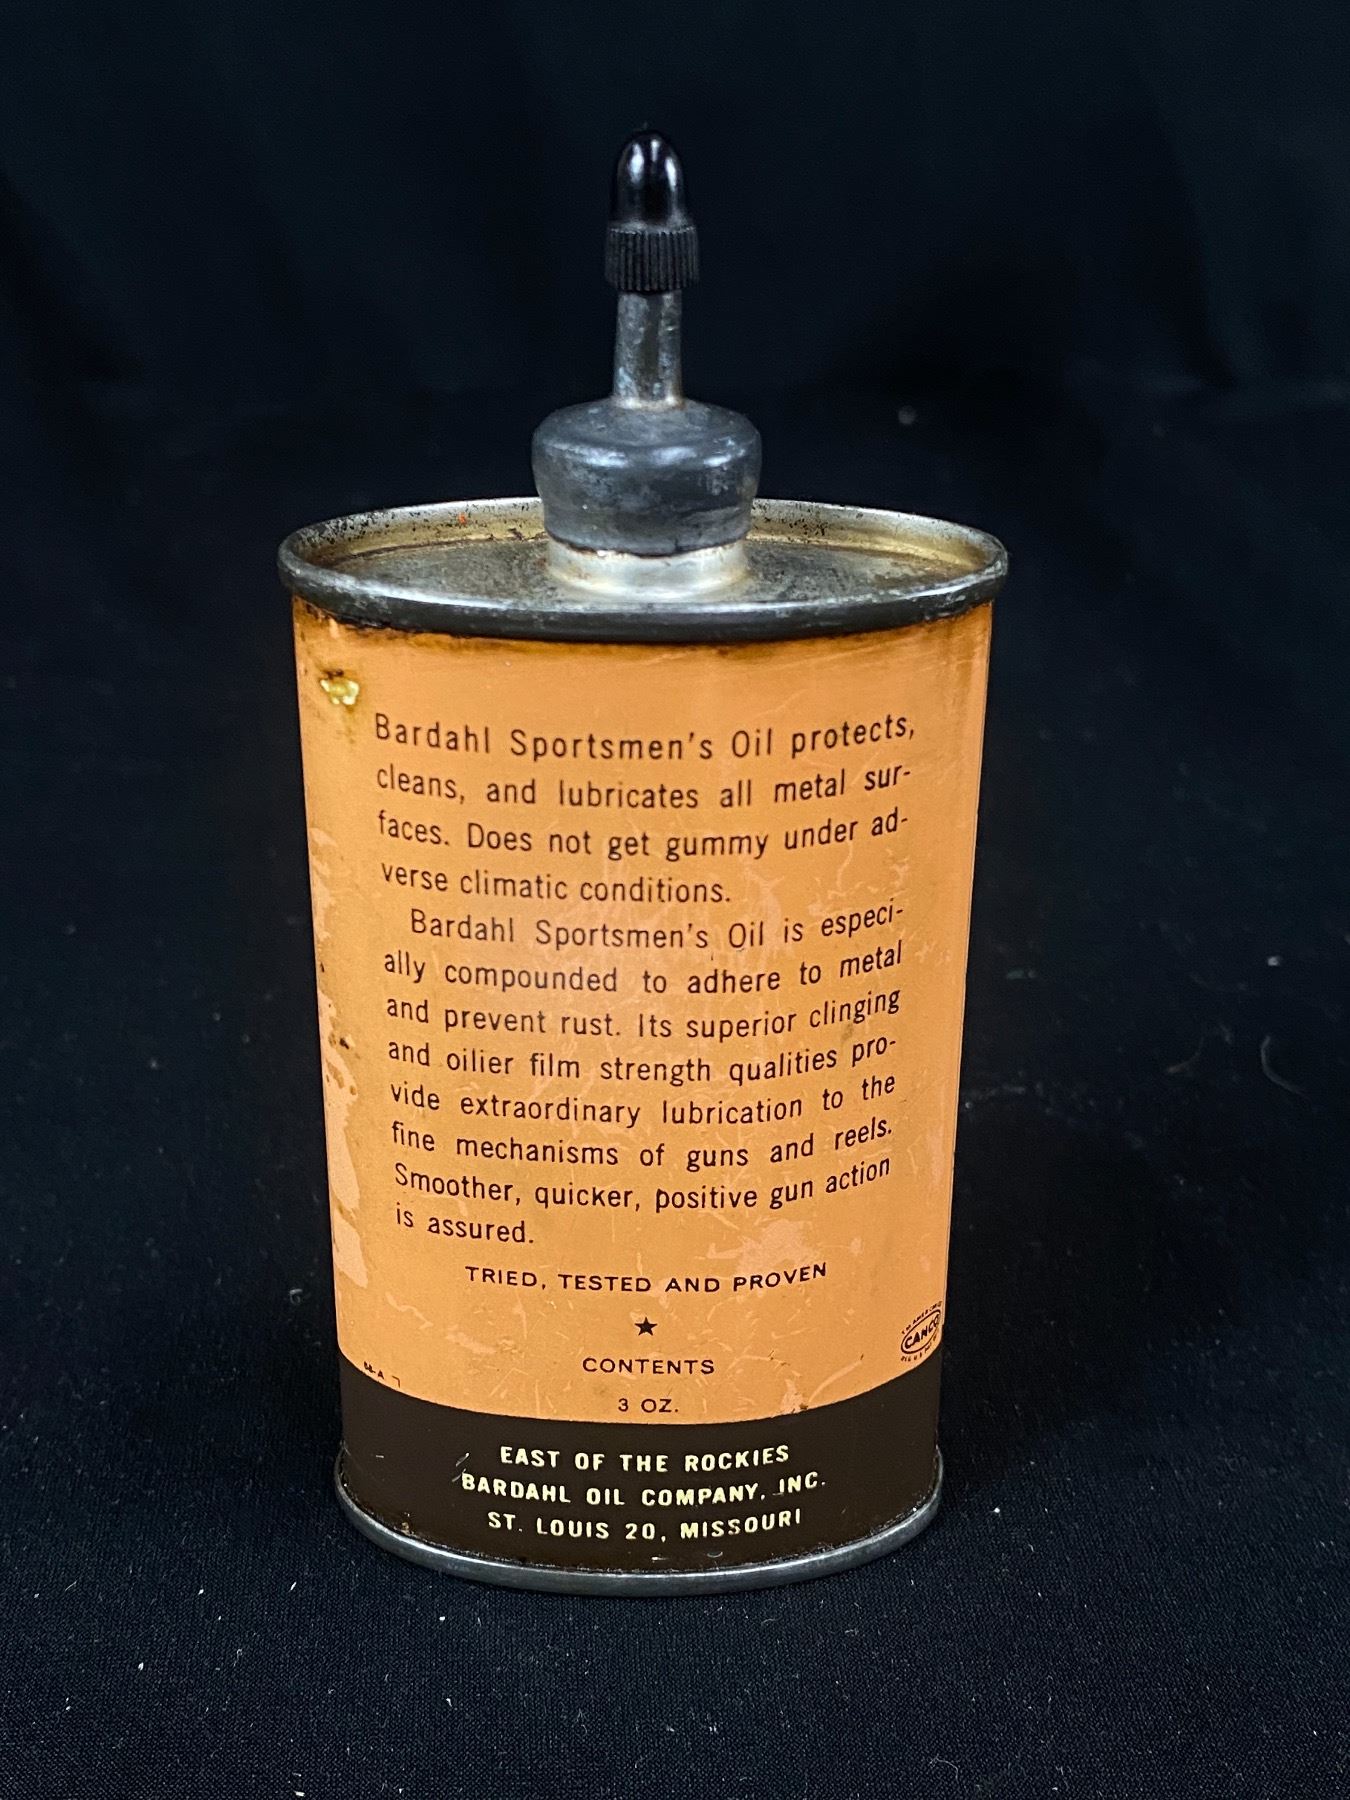 Bardahl Sportsmen's Oil protects,
cleans, and lubricates all metal sur-
faces. Does not get gummy under ad-
verse climatic conditions.
Bardahl Sportsmen's Oil is especi-
ally compounded to adhere to metal
and prevent rust. Its superior clinging
and oilier film strength qualities pro-
vide extraordinary lubrication to the
fine mechanisms of guns and reels.
Smoother, quicker, positive gun action
is assured.
TRIED, TESTED AND PROVEN
★
CONTENTS
3 OZ.
CANCO
68-A
EAST OF THE ROCKIES
BARDAHL OIL COMPANY, INC.
ST. LOUIS 20, MISSOURI